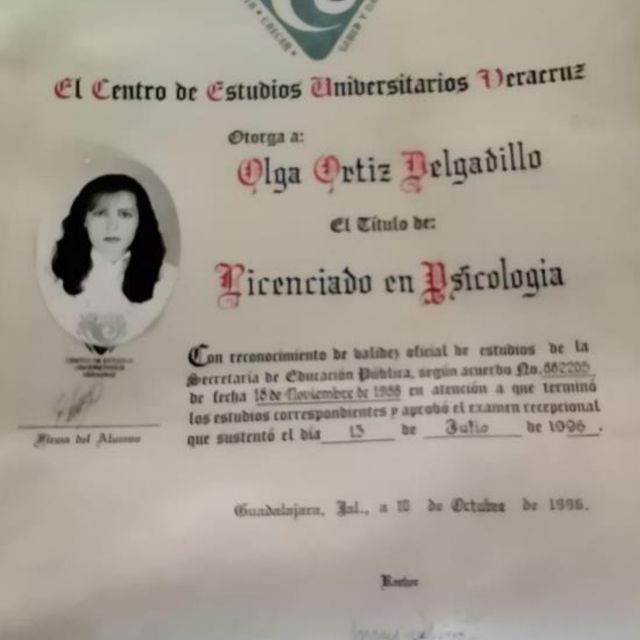 CRECER
El Centro de Estudios Universitarios Veracruz
Otorga a:
Olga Ortiz Delgadillo
El Título de:
Licenciado en Psicologia
Con reconocimiento de validez oficial de estudios de la
Secretaría de Educación Pública, según acuerdo No. 882205
de fecha 18 de Noviembre de 1988 en atención a que terminó
los estudios correspondientes y aprobó el examen recepcional
que sustentó el día 13 de Julio de 1996.
Firma del Alumno
Guadalajara, Jal., a 10 de Octubre de 1996.
Rector